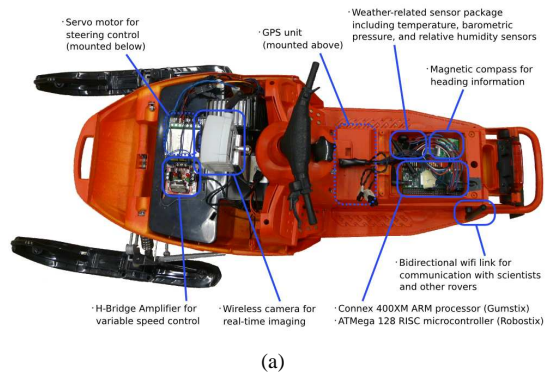 · Servo motor for
steering control
(mounted below)
· GPS unit
(mounted above)
· Weather-related sensor package
including temperature, barometric
pressure, and relative humidity sensors
· Magnetic compass for
heading information
· Bidirectional wifi link for
communication with scientists
and other rovers
· H-Bridge Amplifier for
variable speed control
· Wireless camera for
real-time imaging
· Connex 400XM ARM processor (Gumstix)
· ATMega 128 RISC microcontroller (Robostix)
(a)